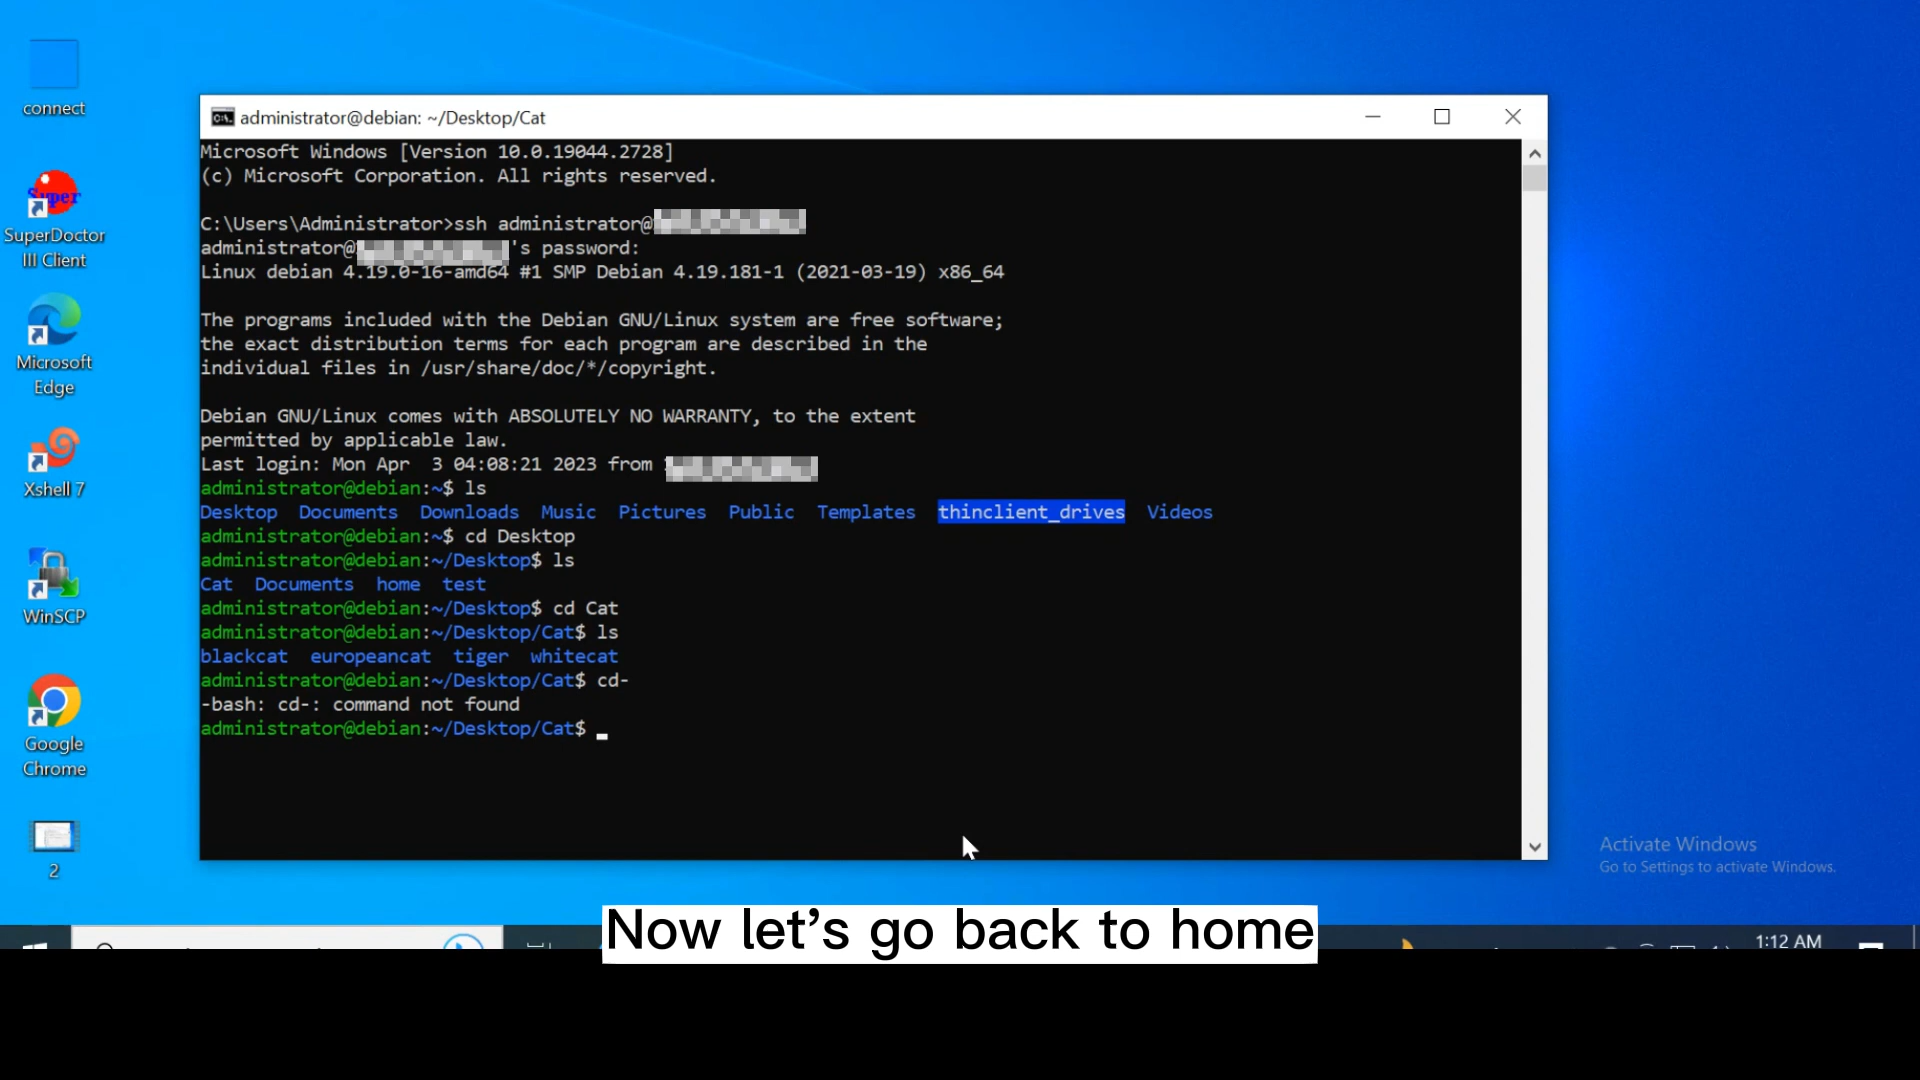 connect
Super
SuperDoctor
III Client
Microsoft
Edge
Xshell 7
WinSCP
Google
Chrome
2
administrator@debian: ~/Desktop/Cat
Microsoft Windows [Version 10.0.19044.2728]
(c) Microsoft Corporation. All rights reserved.
C:\Users\Administrator>ssh administrator@
administrator@ 's password:
Linux debian 4.19.0-16-amd64 #1 SMP Debian 4.19.181-1 (2021-03-19) x86_64
The programs included with the Debian GNU/Linux system are free software;
the exact distribution terms for each program are described in the
individual files in /usr/share/doc/*/copyright.
Debian GNU/Linux comes with ABSOLUTELY NO WARRANTY, to the extent
permitted by applicable law.
Last login: Mon Apr  3 04:08:21 2023 from
administrator@debian:~$ ls
Desktop  Documents  Downloads  Music  Pictures  Public  Templates  thinclient_drives  Videos
administrator@debian:~$ cd Desktop
administrator@debian:~/Desktop$ ls
Cat  Documents  home  test
administrator@debian:~/Desktop$ cd Cat
administrator@debian:~/Desktop/Cat$ ls
blackcat  europeancat  tiger  whitecat
administrator@debian:~/Desktop/Cat$ cd-
-bash: cd-: command not found
administrator@debian:~/Desktop/Cat$
Activate Windows
Go to Settings to activate Windows.
Now let's go back to home
1:12 AM